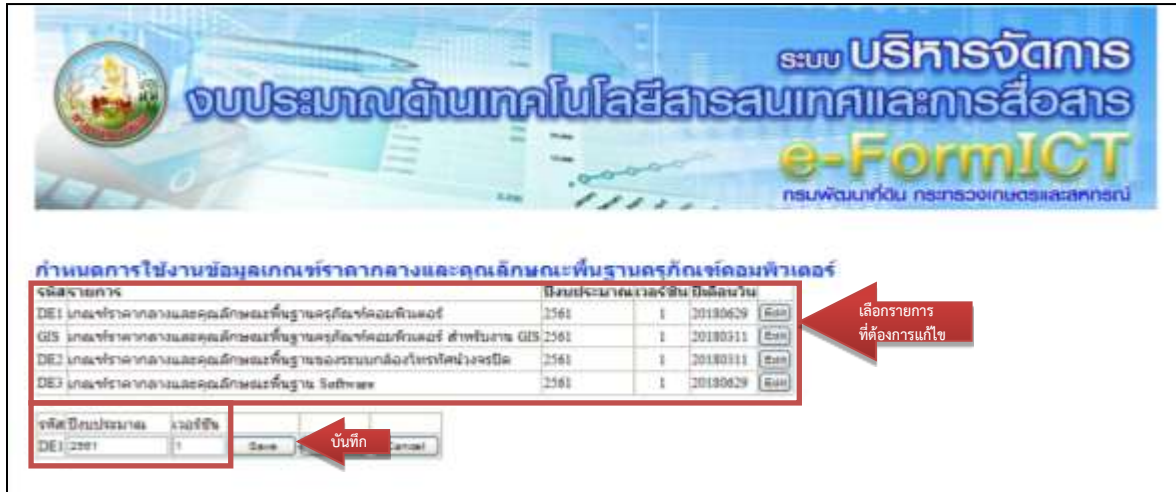 ระบบ บริหารจัดการ
งบประมาณด้านเทคโนโลยีสารสนเทศและการสื่อสาร
e-FormICT
กรมพัฒนาที่ดิน กระทรวงเกษตรและสหกรณ์
กำหนดการใช้งานข้อมูลเกณฑ์ราคากลางและคุณลักษณะพื้นฐานครุภัณฑ์คอมพิวเตอร์
รหัส รายการ ปีงบประมาณ เวอร์ชัน ปีเดือนวัน
DE1 เกณฑ์ราคากลางและคุณลักษณะพื้นฐานครุภัณฑ์คอมพิวเตอร์ 2561 1 20180629 Edit
GIS เกณฑ์ราคากลางและคุณลักษณะพื้นฐานครุภัณฑ์คอมพิวเตอร์ สำหรับงาน GIS 2561 1 20180311 Edit
DE2 เกณฑ์ราคากลางและคุณลักษณะพื้นฐานของระบบกล้องโทรทัศน์วงจรปิด 2561 1 20180311 Edit
DE3 เกณฑ์ราคากลางและคุณลักษณะพื้นฐาน Software 2561 1 20180629 Edit
เลือกรายการ
ที่ต้องการแก้ไข
รหัส ปีงบประมาณ เวอร์ชัน
DE1 2561 1 Save Cancel
บันทึก